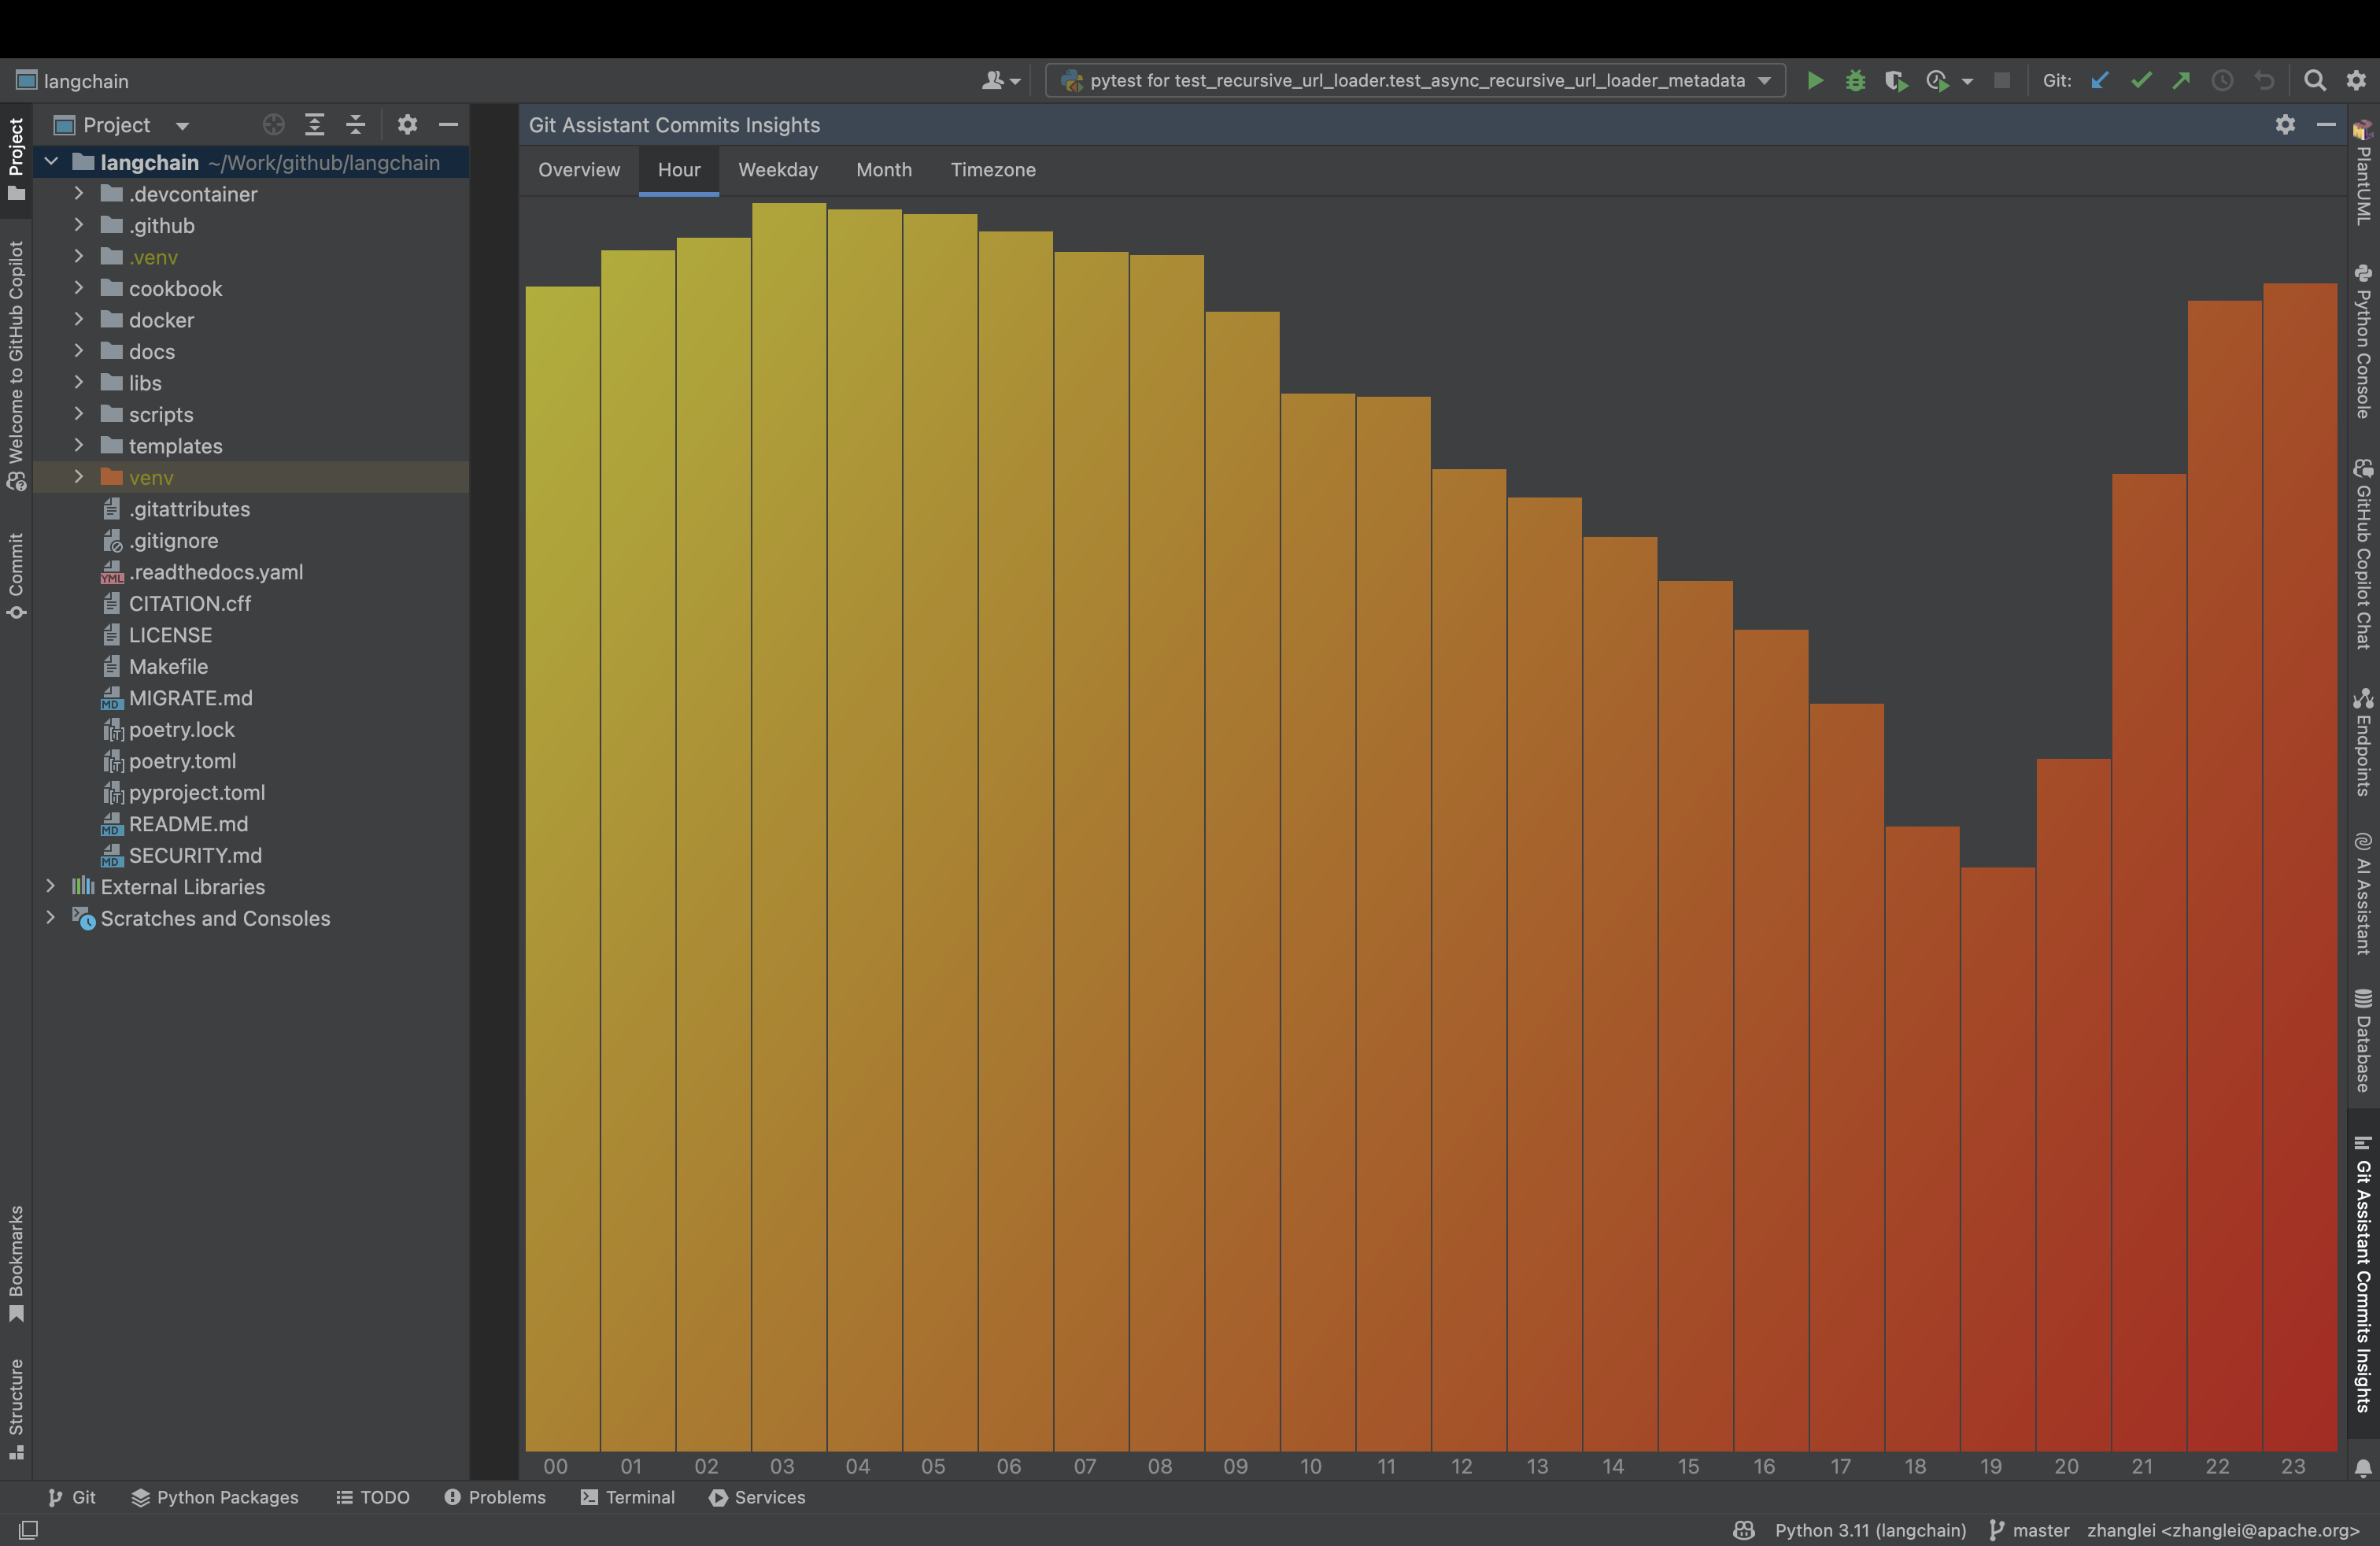 langchain
pytest for test_recursive_url_loader.test_async_recursive_url_loader_metadata
Git:
Project
Welcome to GitHub Copilot
Commit
Bookmarks
Structure
Project
langchain ~/Work/github/langchain
.devcontainer
.github
.venv
cookbook
docker
docs
libs
scripts
templates
venv
.gitattributes
.gitignore
.readthedocs.yaml
CITATION.cff
LICENSE
Makefile
MIGRATE.md
poetry.lock
poetry.toml
pyproject.toml
README.md
SECURITY.md
External Libraries
Scratches and Consoles
Git Assistant Commits Insights
Overview Hour Weekday Month Timezone
00 01 02 03 04 05 06 07 08 09 10 11 12 13 14 15 16 17 18 19 20 21 22 23
PlantUML
Python Console
GitHub Copilot Chat
Endpoints
AI Assistant
Database
Git Assistant Commits Insights
Git Python Packages TODO Problems Terminal Services
Python 3.11 (langchain) master zhanglei <zhanglei@apache.org>